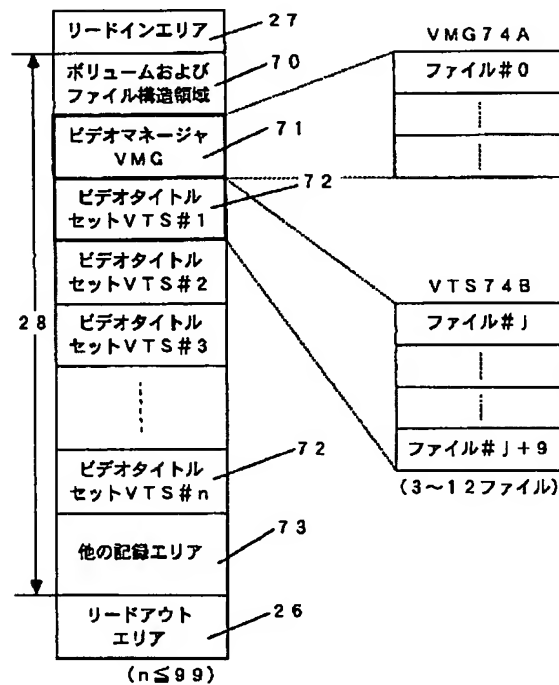 リードインエリア
27
ボリュームおよび
ファイル構造領域
70
ビデオマネージャ
VMG
71
ビデオタイトル
セットVTS#1
72
ビデオタイトル
セットVTS#2
ビデオタイトル
セットVTS#3
28
ビデオタイトル
セットVTS#n
72
他の記録エリア
73
リードアウト
エリア
26
(n≦99)
VMG74A
ファイル#0
VTS74B
ファイル#j
ファイル#j+9
(3~12ファイル)